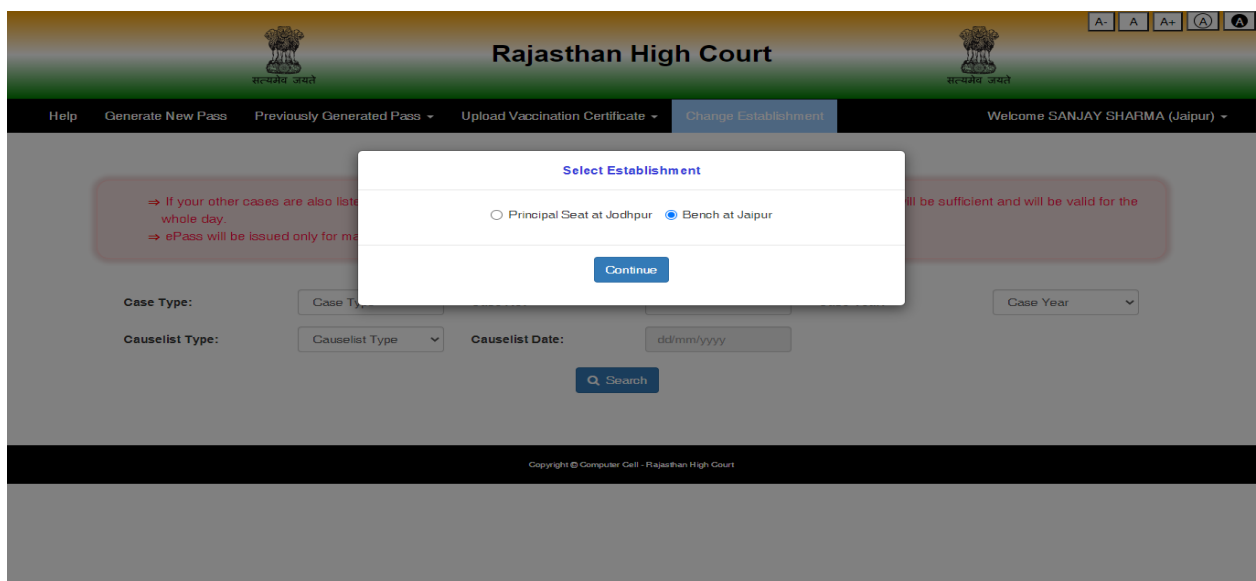 A- A A+ A A
Rajasthan High Court
सत्यमेव जयते सत्यमेव जयते
Help Generate New Pass Previously Generated Pass Upload Vaccination Certificate Change Establishment Welcome SANJAY SHARMA (Jaipur)
Select Establishment
⇒ If your other cases are also liste ill be sufficient and will be valid for the
Principal Seat at Jodhpur Bench at Jaipur
whole day.
⇒ ePass will be issued only for ma
Continue
Case Type: Case Ty Case Year
Causelist Type: Causelist Type Causelist Date: dd/mm/yyyy
Search
Copyright © Computer Cell - Rajasthan High Court